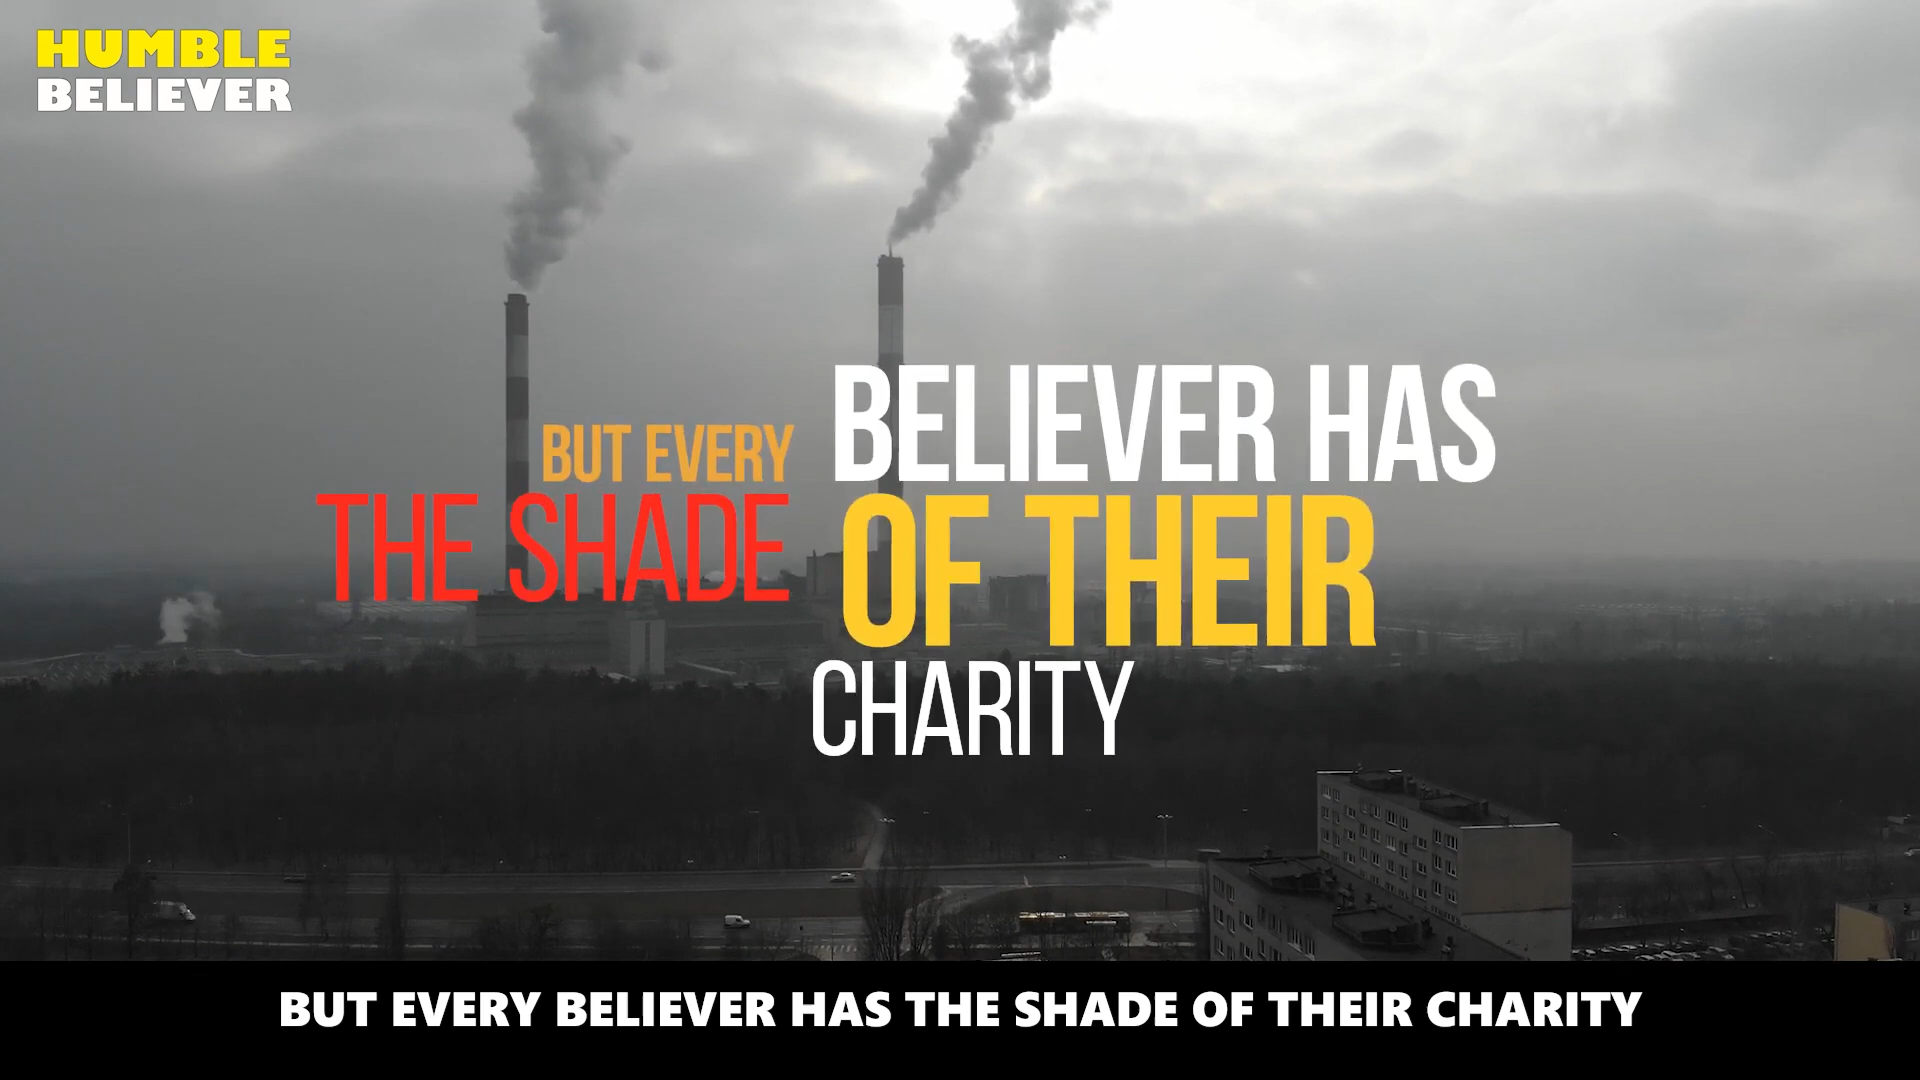 HUMBLE
BELIEVER
BUT EVERY BELIEVER HAS
THE SHADE OF THEIR
CHARITY
BUT EVERY BELIEVER HAS THE SHADE OF THEIR CHARITY